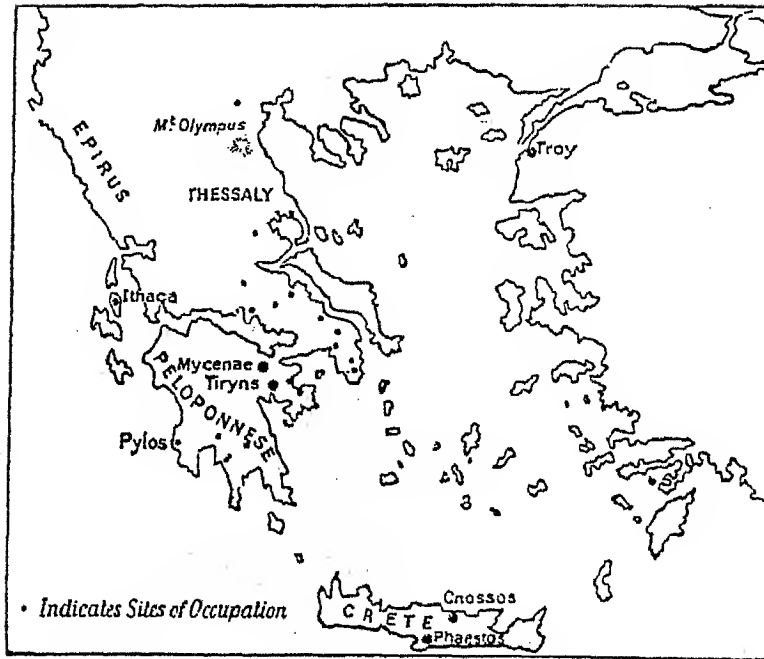 Mt. Olympus
EPIRUS
Troy
THESSALY
Ithaca
Mycenae
Tiryns
PELOPONNESE
Pylos
Cnossos
• Indicates Sites of Occupation
CRETE
Phaestos